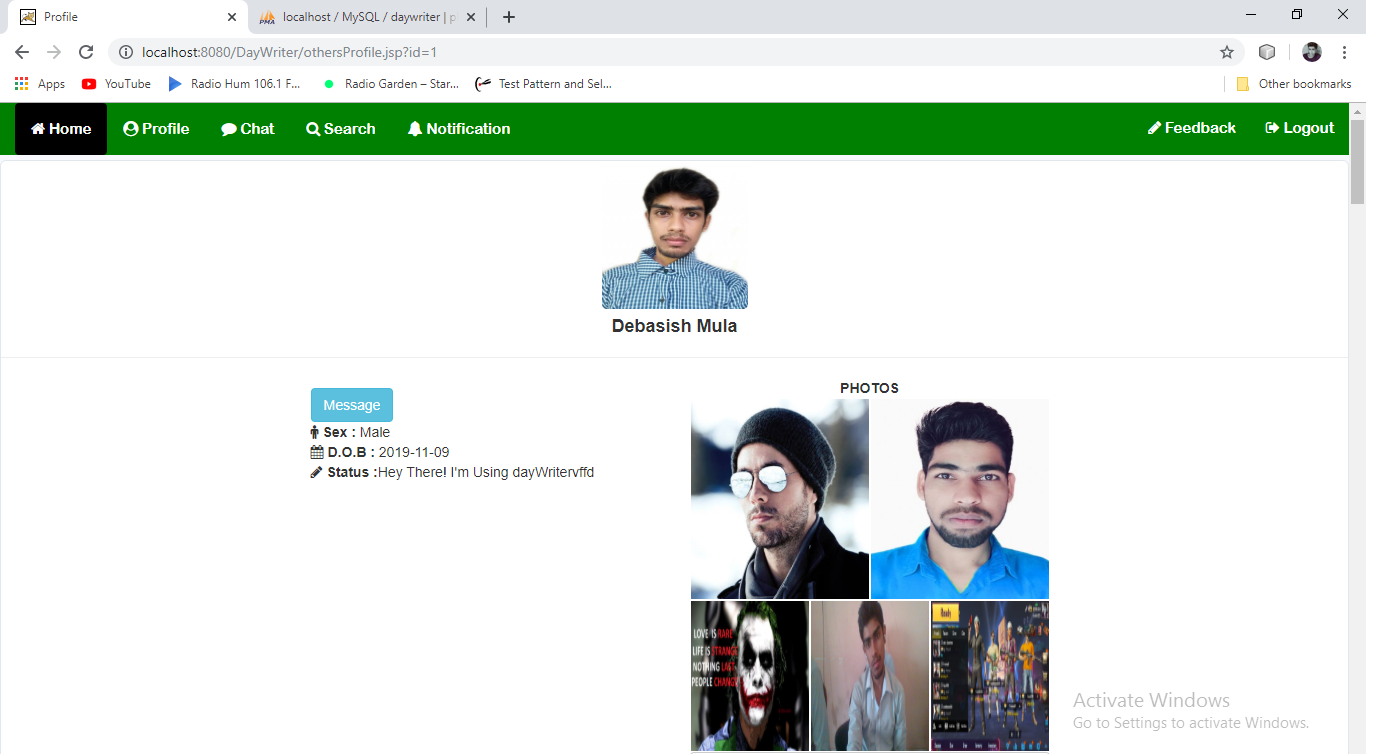 Profile
localhost / MySQL / daywriter | p
localhost:8080/DayWriter/othersProfile.jsp?id=1
Apps YouTube Radio Hum 106.1 F... Radio Garden – Star... Test Pattern and Sel... Other bookmarks
Home Profile Chat Search Notification Feedback Logout
Debasish Mula
Message
Sex : Male
D.O.B : 2019-11-09
Status :Hey There! I'm Using dayWritervffd
PHOTOS
LOVE IS RARE
LIFE IS STRANGE
NOTHING LAST
PEOPLE CHANGE
Ready
Activate Windows
Go to Settings to activate Windows.